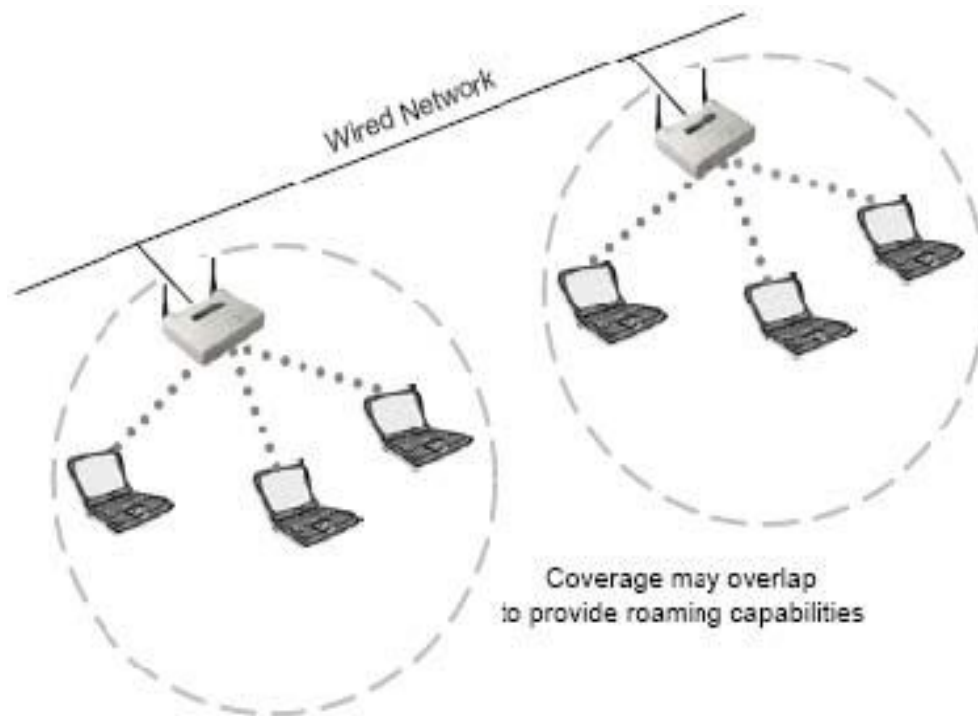 Wired Network
Coverage may overlap
to provide roaming capabilities